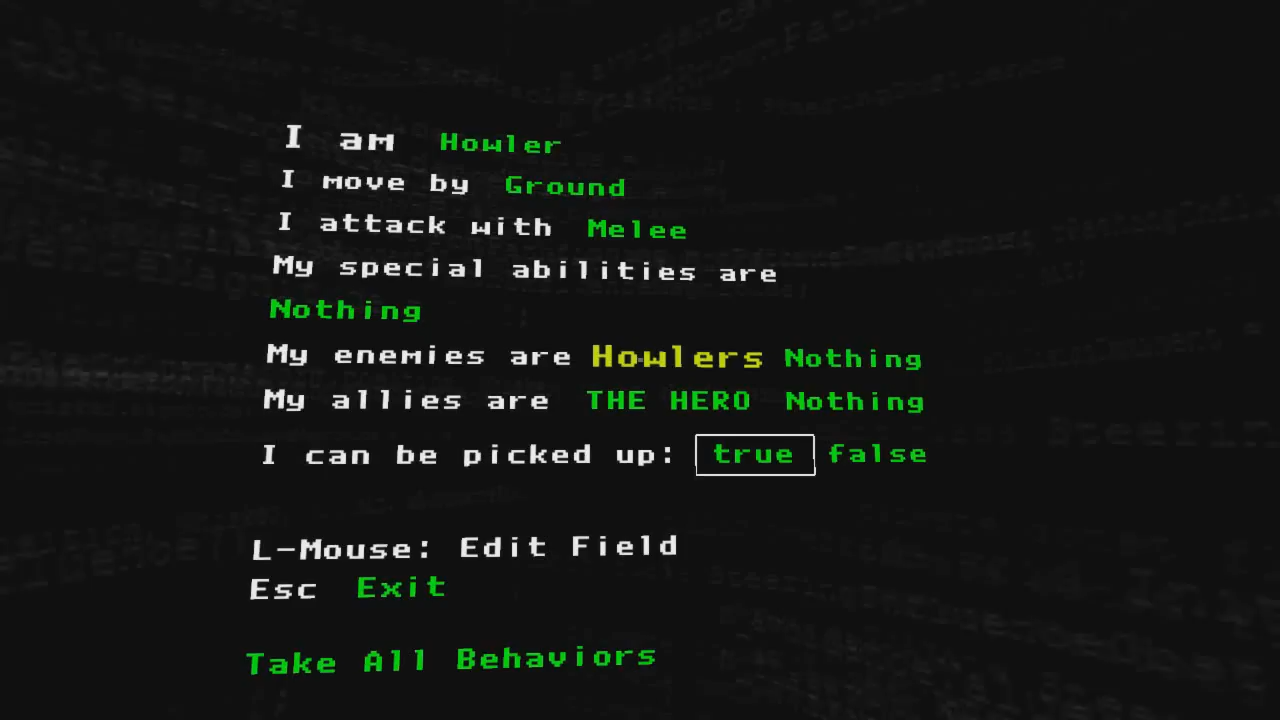 I am Howler
I move by Ground
I attack with Melee
My special abilities are
Nothing
My enemies are Howlers Nothing
My allies are THE HERO Nothing
I can be picked up: true false
L-Mouse: Edit Field
Esc Exit
Take All Behaviors